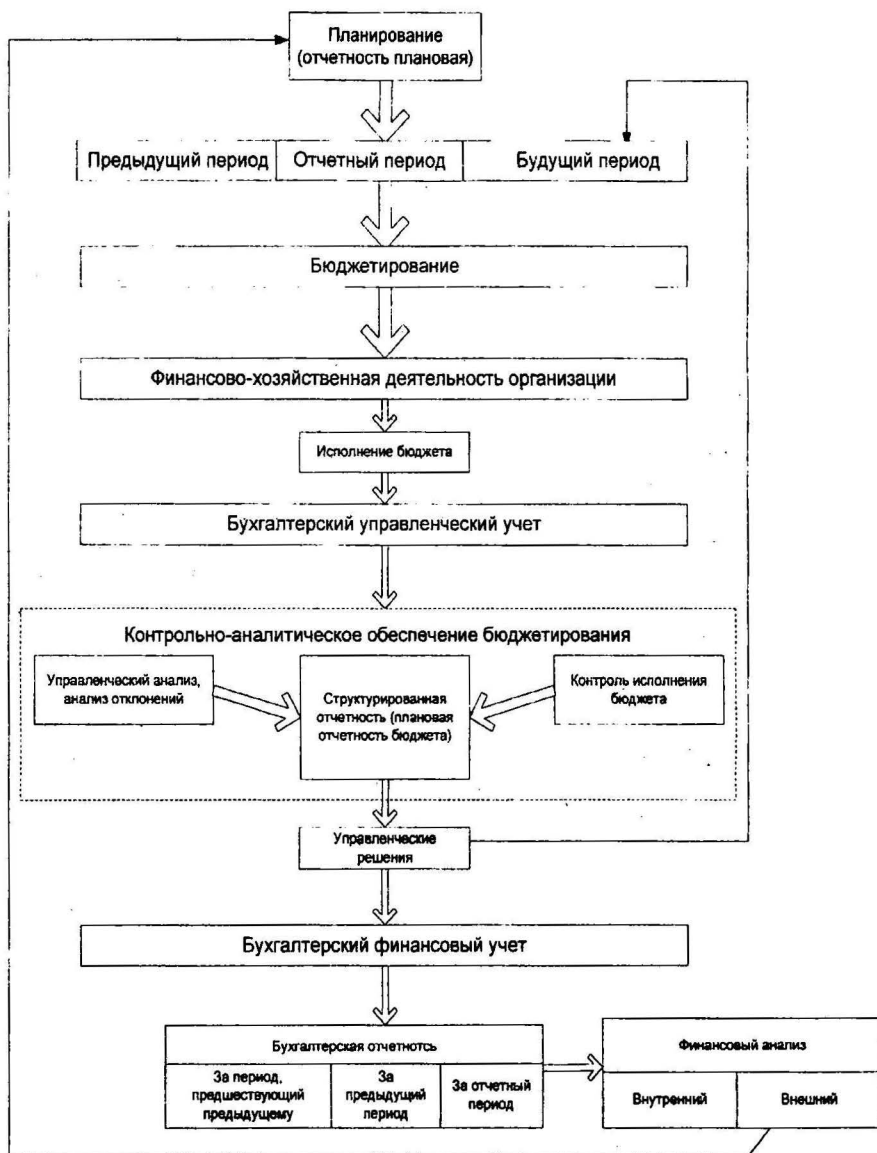 Планирование
(отчетность плановая)
Предыдущий период
Отчетный период
Будущий период
Бюджетирование
Финансово-хозяйственная деятельность организации
Исполнение бюджета
Бухгалтерский управленческий учет
Контрольно-аналитическое обеспечение бюджетирования
Управленческий анализ,
анализ отклонений
Структурированная
отчетность (плановая
отчетность бюджета)
Контроль исполнения
бюджета
Управленческие
решения
Бухгалтерский финансовый учет
Бухгалтерская отчетнотсь
За период,
предшествующий
предыдущему
За
предыдущий
период
За отчетный
период
Финансовый анализ
Внутренний
Внешний